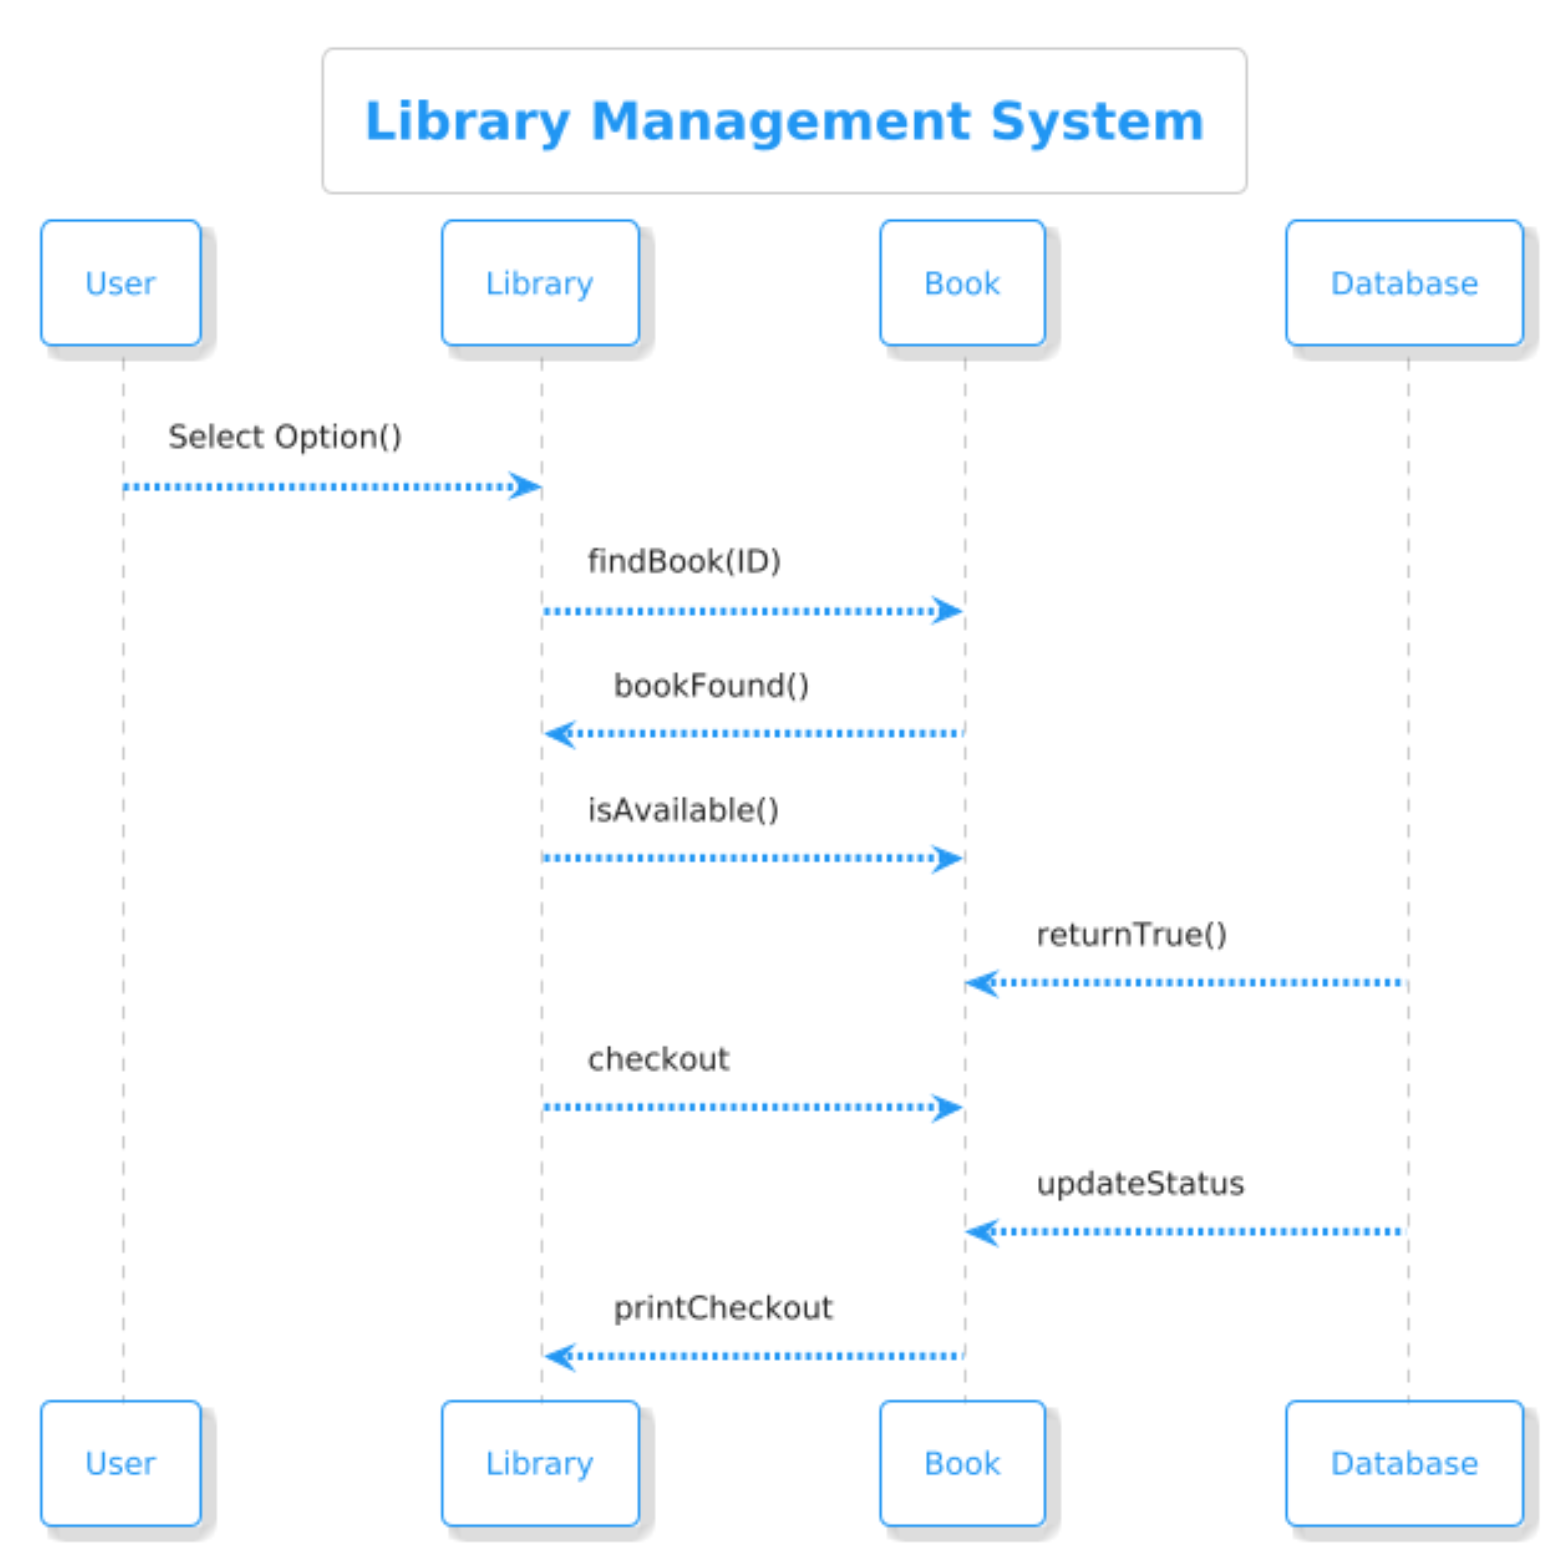 Library Management System
User
Library
Book
Database
Select Option()
findBook(ID)
bookFound()
isAvailable()
returnTrue()
checkout
updateStatus
printCheckout
User
Library
Book
Database